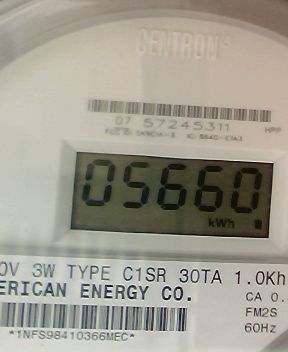 CENTRON®
07 57245311
HPP
05660
kWh
0V 3W TYPE C1SR 30TA 1.0Kh
ERICAN ENERGY CO.
CA 0.
FM2S
60Hz
*1NFS98410366MEC*